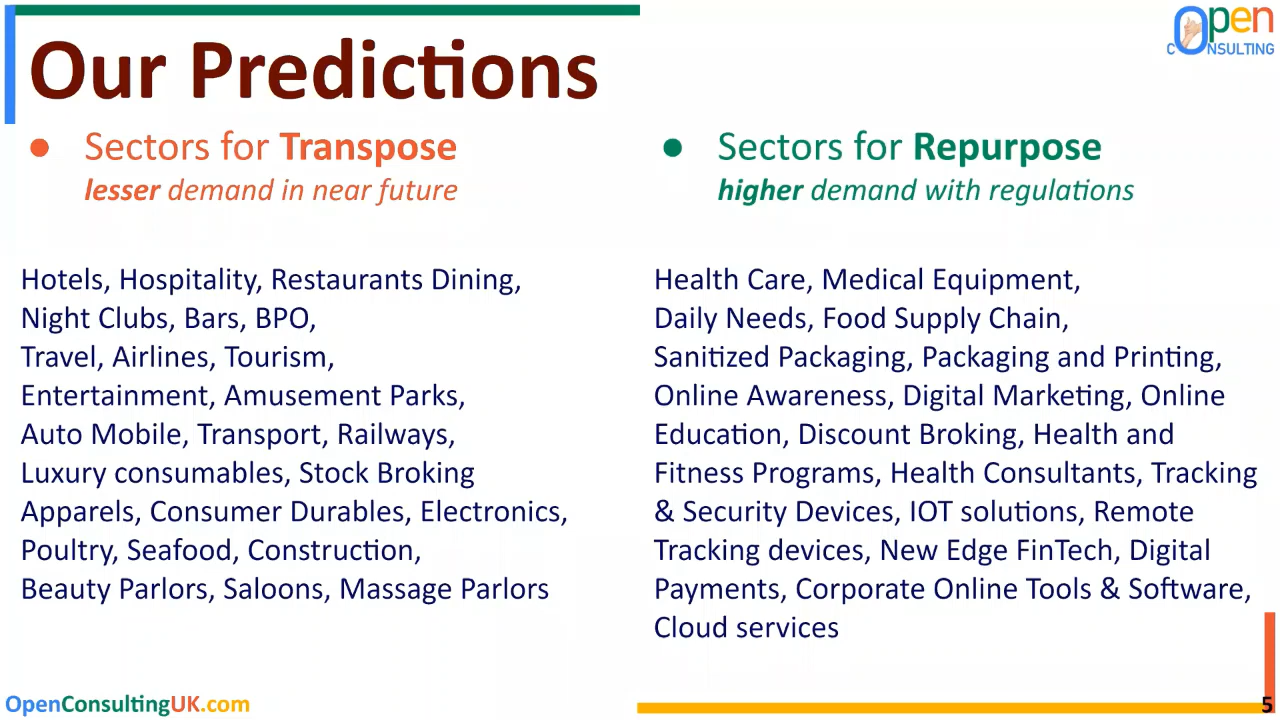 Open
CONSULTING
Our Predictions
● Sectors for Transpose
lesser demand in near future
Hotels, Hospitality, Restaurants Dining,
Night Clubs, Bars, BPO,
Travel, Airlines, Tourism,
Entertainment, Amusement Parks,
Auto Mobile, Transport, Railways,
Luxury consumables, Stock Broking
Apparels, Consumer Durables, Electronics,
Poultry, Seafood, Construction,
Beauty Parlors, Saloons, Massage Parlors
● Sectors for Repurpose
higher demand with regulations
Health Care, Medical Equipment,
Daily Needs, Food Supply Chain,
Sanitized Packaging, Packaging and Printing,
Online Awareness, Digital Marketing, Online
Education, Discount Broking, Health and
Fitness Programs, Health Consultants, Tracking
& Security Devices, IOT solutions, Remote
Tracking devices, New Edge FinTech, Digital
Payments, Corporate Online Tools & Software,
Cloud services
OpenConsultingUK.com
5